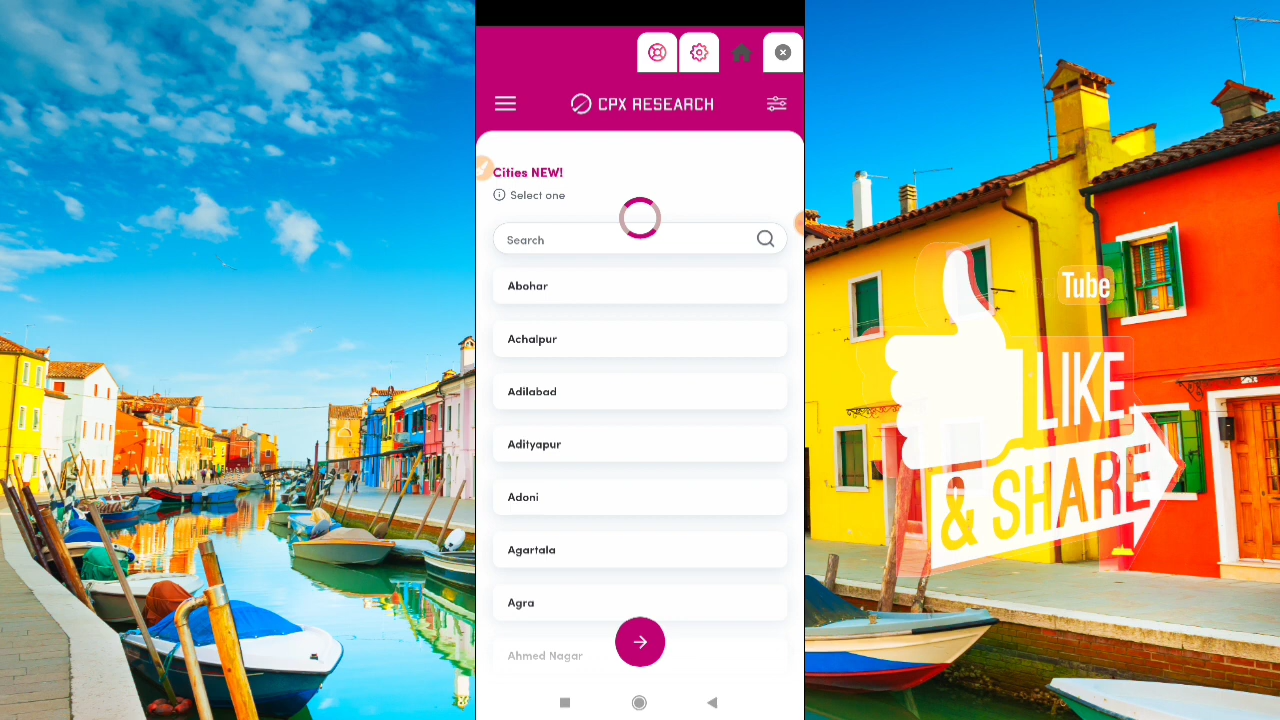 CPX RESEARCH
Cities NEW!
Select one
Search
Abohar
Achalpur
Adilabad
Adityapur
Adoni
Agartala
Agra
Ahmed Nagar
Tube
LIKE
& SHARE